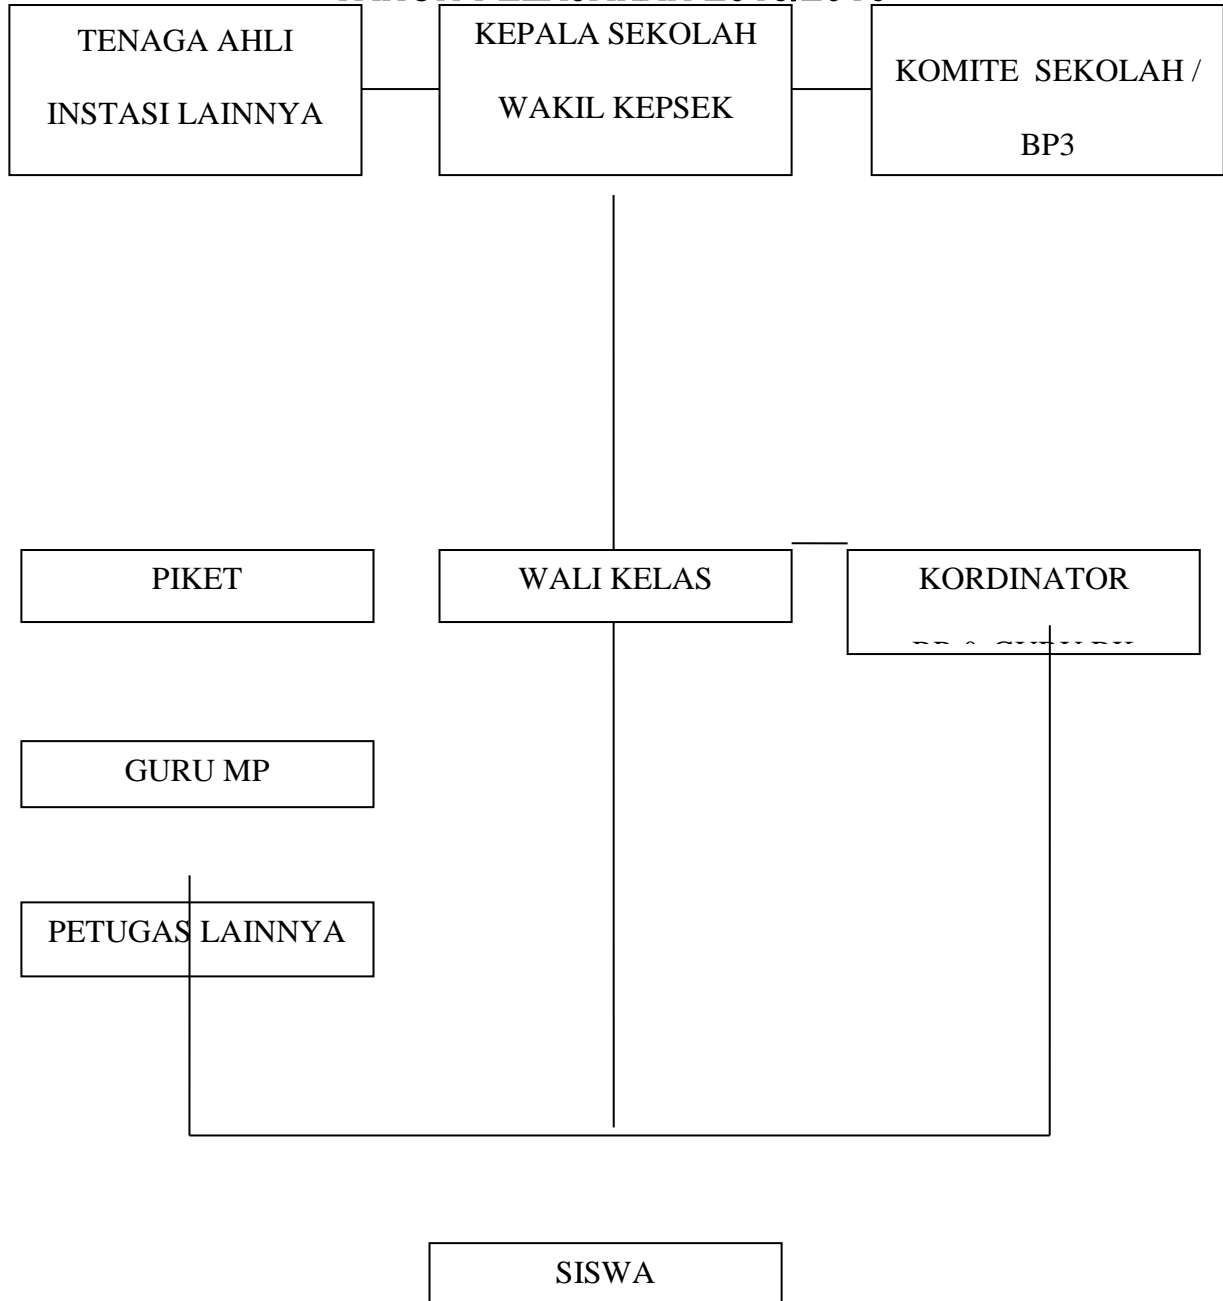 TENAGA AHLI
INSTASI LAINNYA
KEPALA SEKOLAH
WAKIL KEPSEK
KOMITE SEKOLAH /
BP3
PIKET
WALI KELAS
KORDINATOR
GURU MP
PETUGAS LAINNYA
SISWA